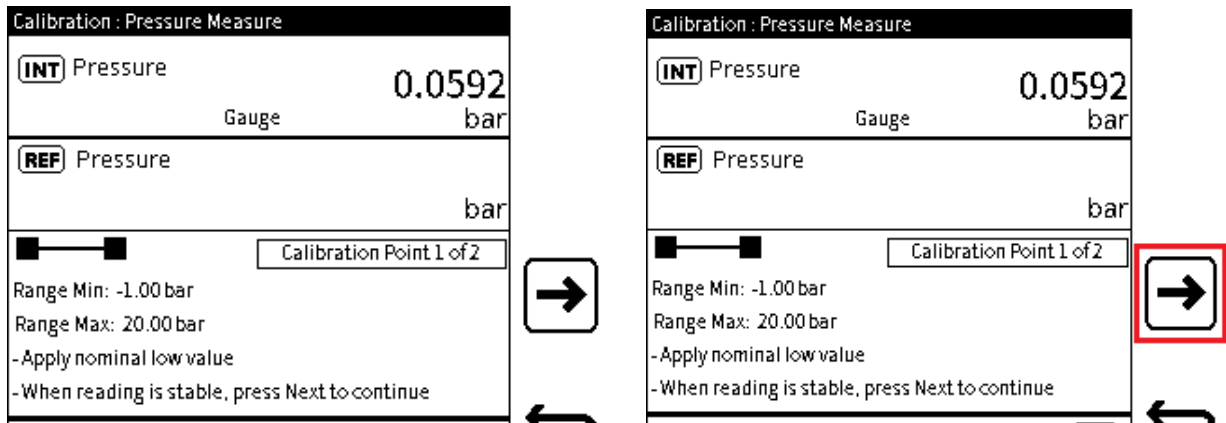 Calibration : Pressure Measure
INT Pressure
0.0592
Gauge bar
REF Pressure
bar
Calibration Point 1 of 2
Range Min: -1.00 bar
Range Max: 20.00 bar
- Apply nominal low value
- When reading is stable, press Next to continue
Calibration : Pressure Measure
INT Pressure
0.0592
Gauge bar
REF Pressure
bar
Calibration Point 1 of 2
Range Min: -1.00 bar
Range Max: 20.00 bar
- Apply nominal low value
- When reading is stable, press Next to continue